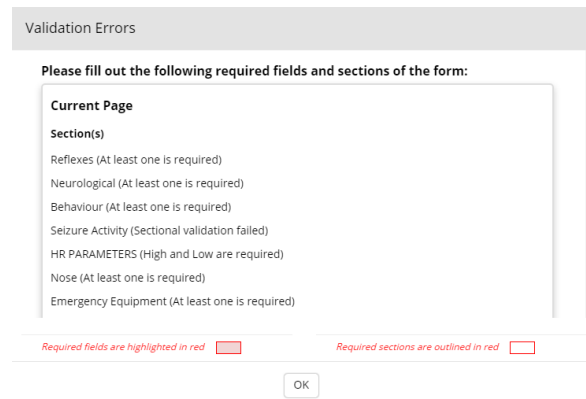 Validation Errors
Please fill out the following required fields and sections of the form:
Current Page
Section(s)
Reflexes (At least one is required)
Neurological (At least one is required)
Behaviour (At least one is required)
Seizure Activity (Sectional validation failed)
HR PARAMETERS (High and Low are required)
Nose (At least one is required)
Emergency Equipment (At least one is required)
Required fields are highlighted in red
Required sections are outlined in red
OK